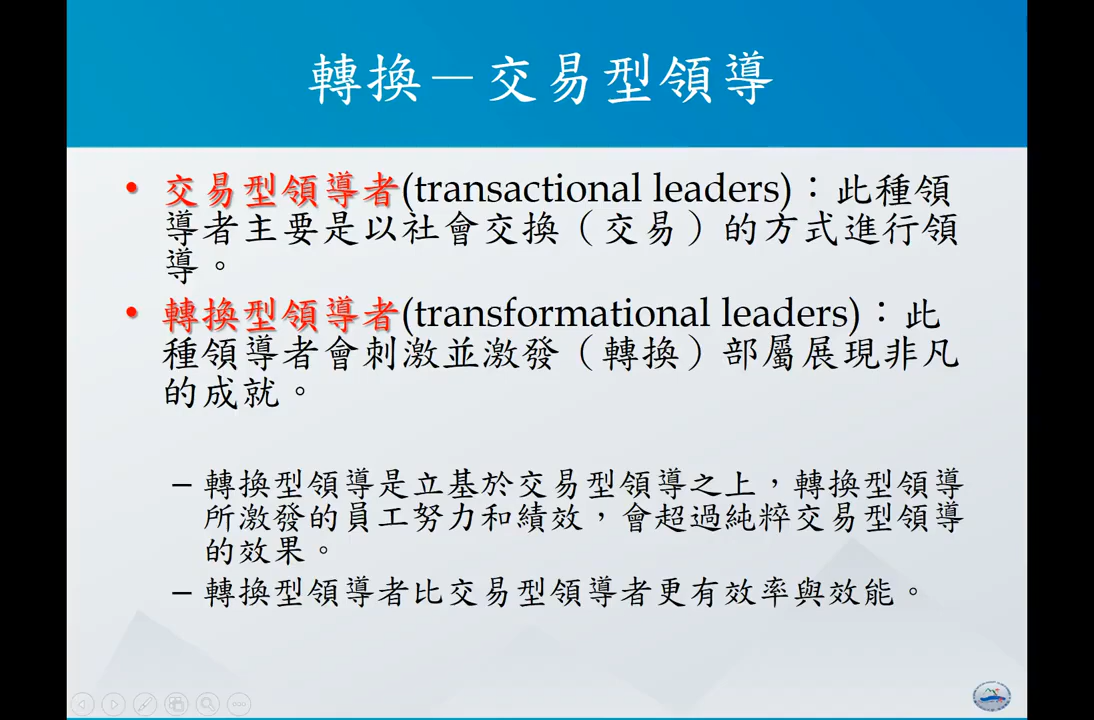 轉換－交易型領導
• 交易型領導者(transactional leaders)：此種領
導者主要是以社會交換（交易）的方式進行領
導。
• 轉換型領導者(transformational leaders)：此
種領導者會刺激並激發（轉換）部屬展現非凡
的成就。
– 轉換型領導是立基於交易型領導之上，轉換型領導
所激發的員工努力和績效，會超過純粹交易型領導
的效果。
– 轉換型領導者比交易型領導者更有效率與效能。